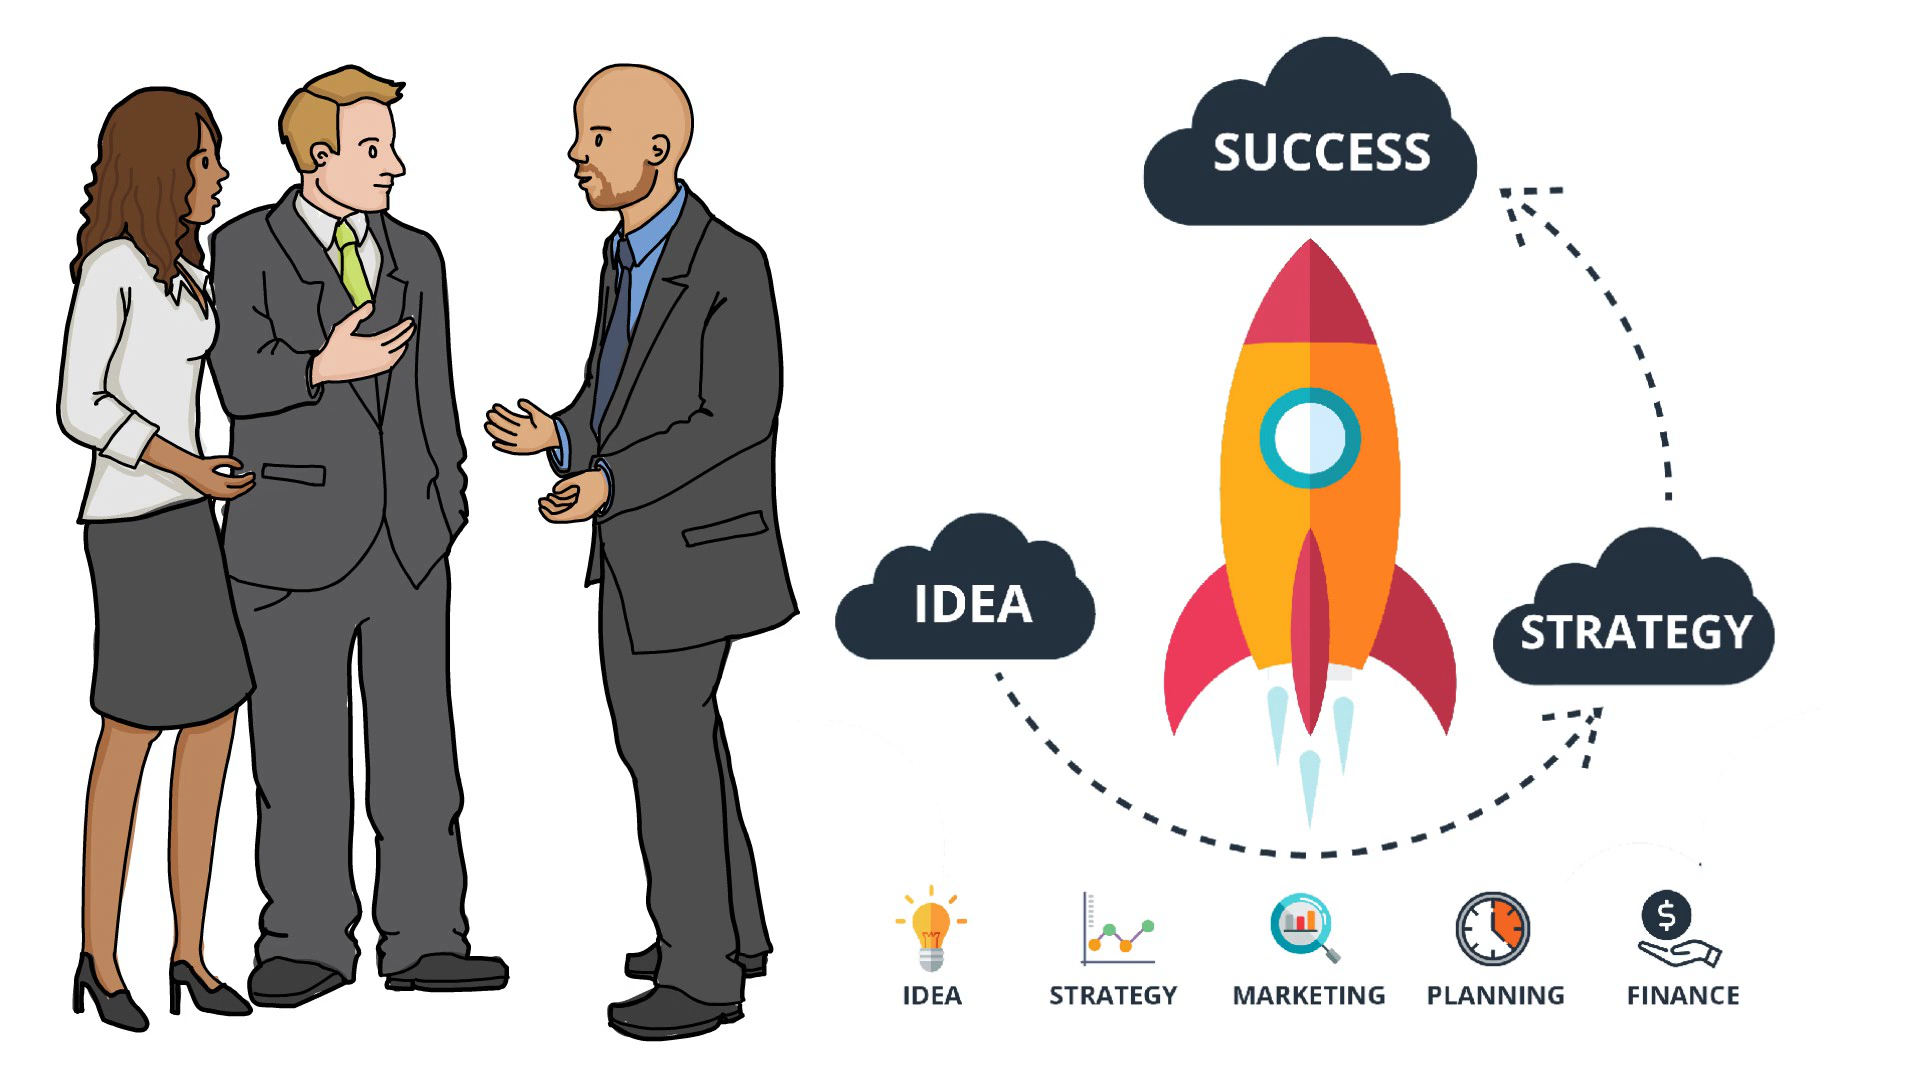 SUCCESS
IDEA
STRATEGY
IDEA
STRATEGY
MARKETING
PLANNING
FINANCE